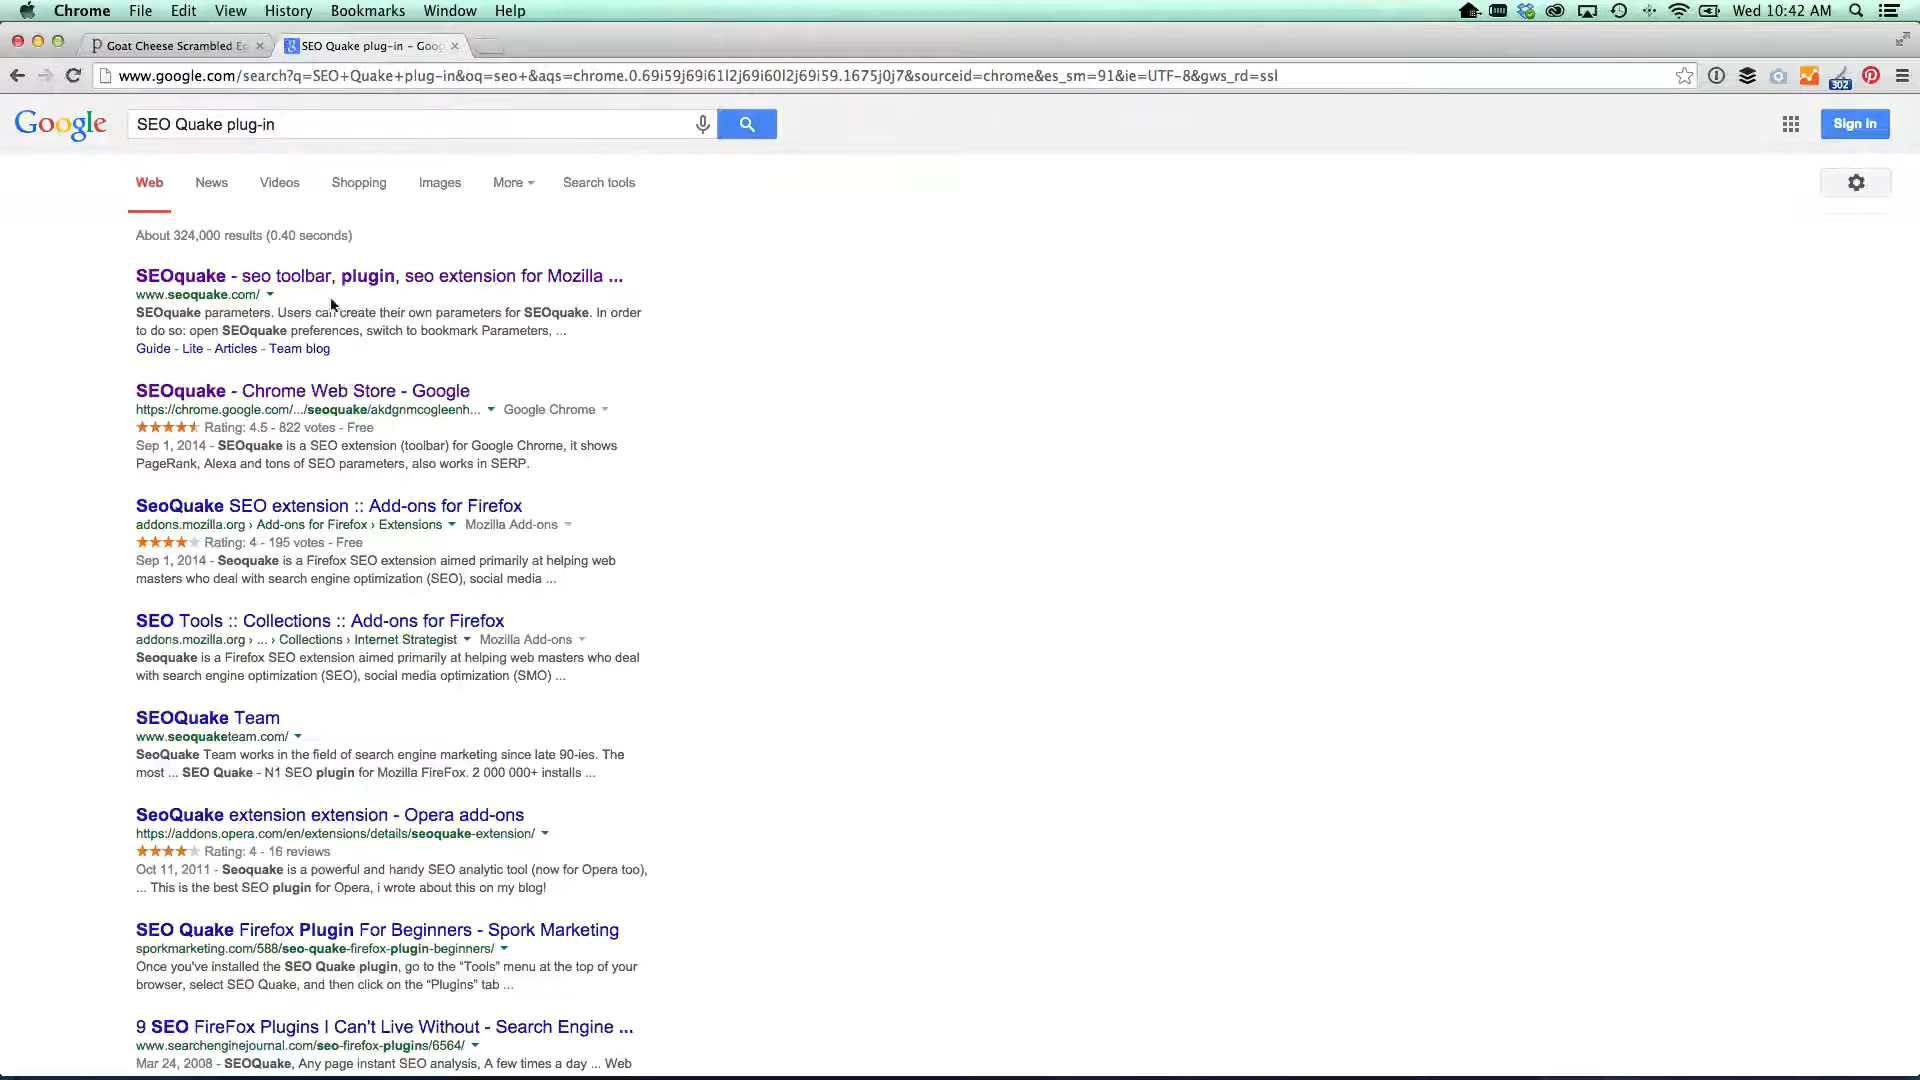 Chrome File Edit View History Bookmarks Window Help Wed 10:42 AM
Goat Cheese Scrambled Eg SEO Quake plug-in - Goog
www.google.com/search?q=SEO+Quake+plug-in&oq=seo+&aqs=chrome.0.69i59j69i61l2j69i60l2j69i59.1675j0j7&sourceid=chrome&es_sm=91&ie=UTF-8&gws_rd=ssl
302
Google SEO Quake plug-in Sign in
Web News Videos Shopping Images More Search tools
About 324,000 results (0.40 seconds)
SEOquake - seo toolbar, plugin, seo extension for Mozilla ...
www.seoquake.com/
SEOquake parameters. Users can create their own parameters for SEOquake. In order
to do so: open SEOquake preferences, switch to bookmark Parameters, ...
Guide - Lite - Articles - Team blog
SEOquake - Chrome Web Store - Google
https://chrome.google.com/.../seoquake/akdgnmcogleenh... Google Chrome
Rating: 4.5 - 822 votes - Free
Sep 1, 2014 - SEOquake is a SEO extension (toolbar) for Google Chrome, it shows
PageRank, Alexa and tons of SEO parameters, also works in SERP.
SeoQuake SEO extension :: Add-ons for Firefox
addons.mozilla.org › Add-ons for Firefox › Extensions Mozilla Add-ons
Rating: 4 - 195 votes - Free
Sep 1, 2014 - Seoquake is a Firefox SEO extension aimed primarily at helping web
masters who deal with search engine optimization (SEO), social media ...
SEO Tools :: Collections :: Add-ons for Firefox
addons.mozilla.org › ... › Collections › Internet Strategist Mozilla Add-ons
Seoquake is a Firefox SEO extension aimed primarily at helping web masters who deal
with search engine optimization (SEO), social media optimization (SMO) ...
SEOQuake Team
www.seoquaketeam.com/
SeoQuake Team works in the field of search engine marketing since late 90-ies. The
most ... SEO Quake - N1 SEO plugin for Mozilla FireFox. 2 000 000+ installs ...
SeoQuake extension extension - Opera add-ons
https://addons.opera.com/en/extensions/details/seoquake-extension/
Rating: 4 - 16 reviews
Oct 11, 2011 - Seoquake is a powerful and handy SEO analytic tool (now for Opera too),
... This is the best SEO plugin for Opera, i wrote about this on my blog!
SEO Quake Firefox Plugin For Beginners - Spork Marketing
sporkmarketing.com/588/seo-quake-firefox-plugin-beginners/
Once you've installed the SEO Quake plugin, go to the “Tools” menu at the top of your
browser, select SEO Quake, and then click on the “Plugins” tab ...
9 SEO FireFox Plugins I Can't Live Without - Search Engine ...
www.searchenginejournal.com/seo-firefox-plugins/6564/
Mar 24, 2008 - SEOQuake, Any page instant SEO analysis, A few times a day ... Web